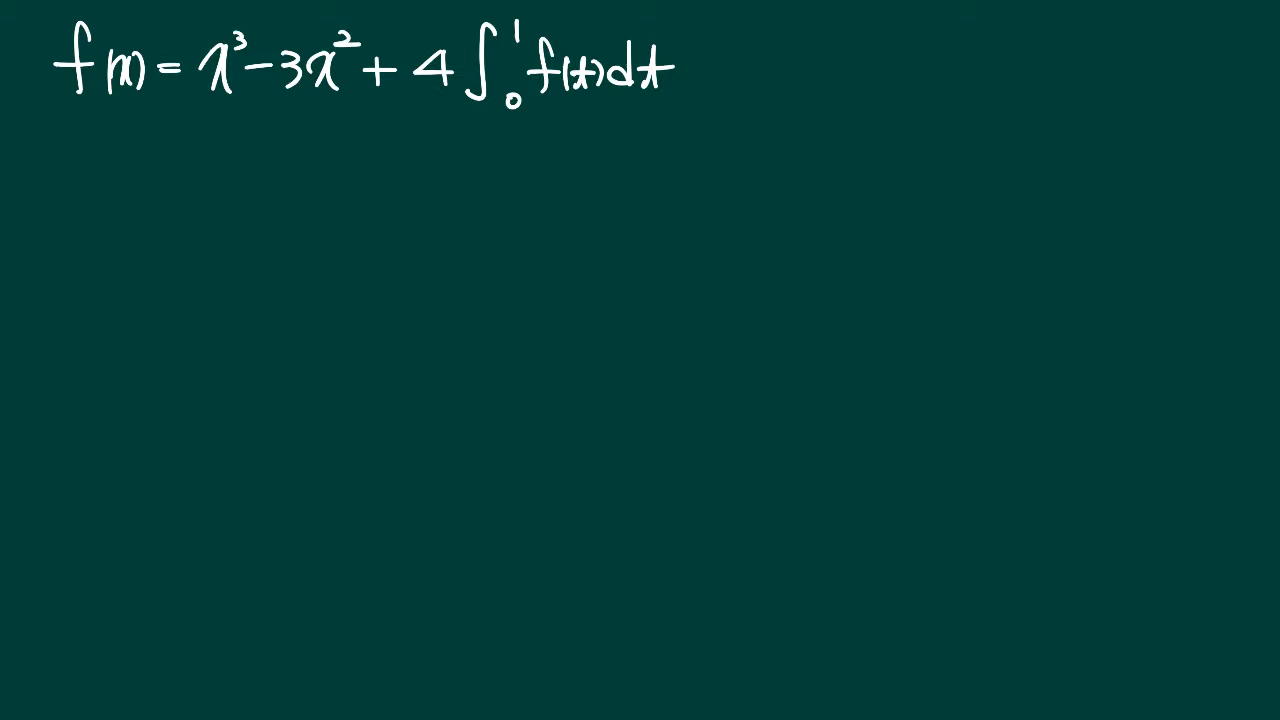 f(x) = x³ − 3x² + 4∫₀¹ f(t)dt